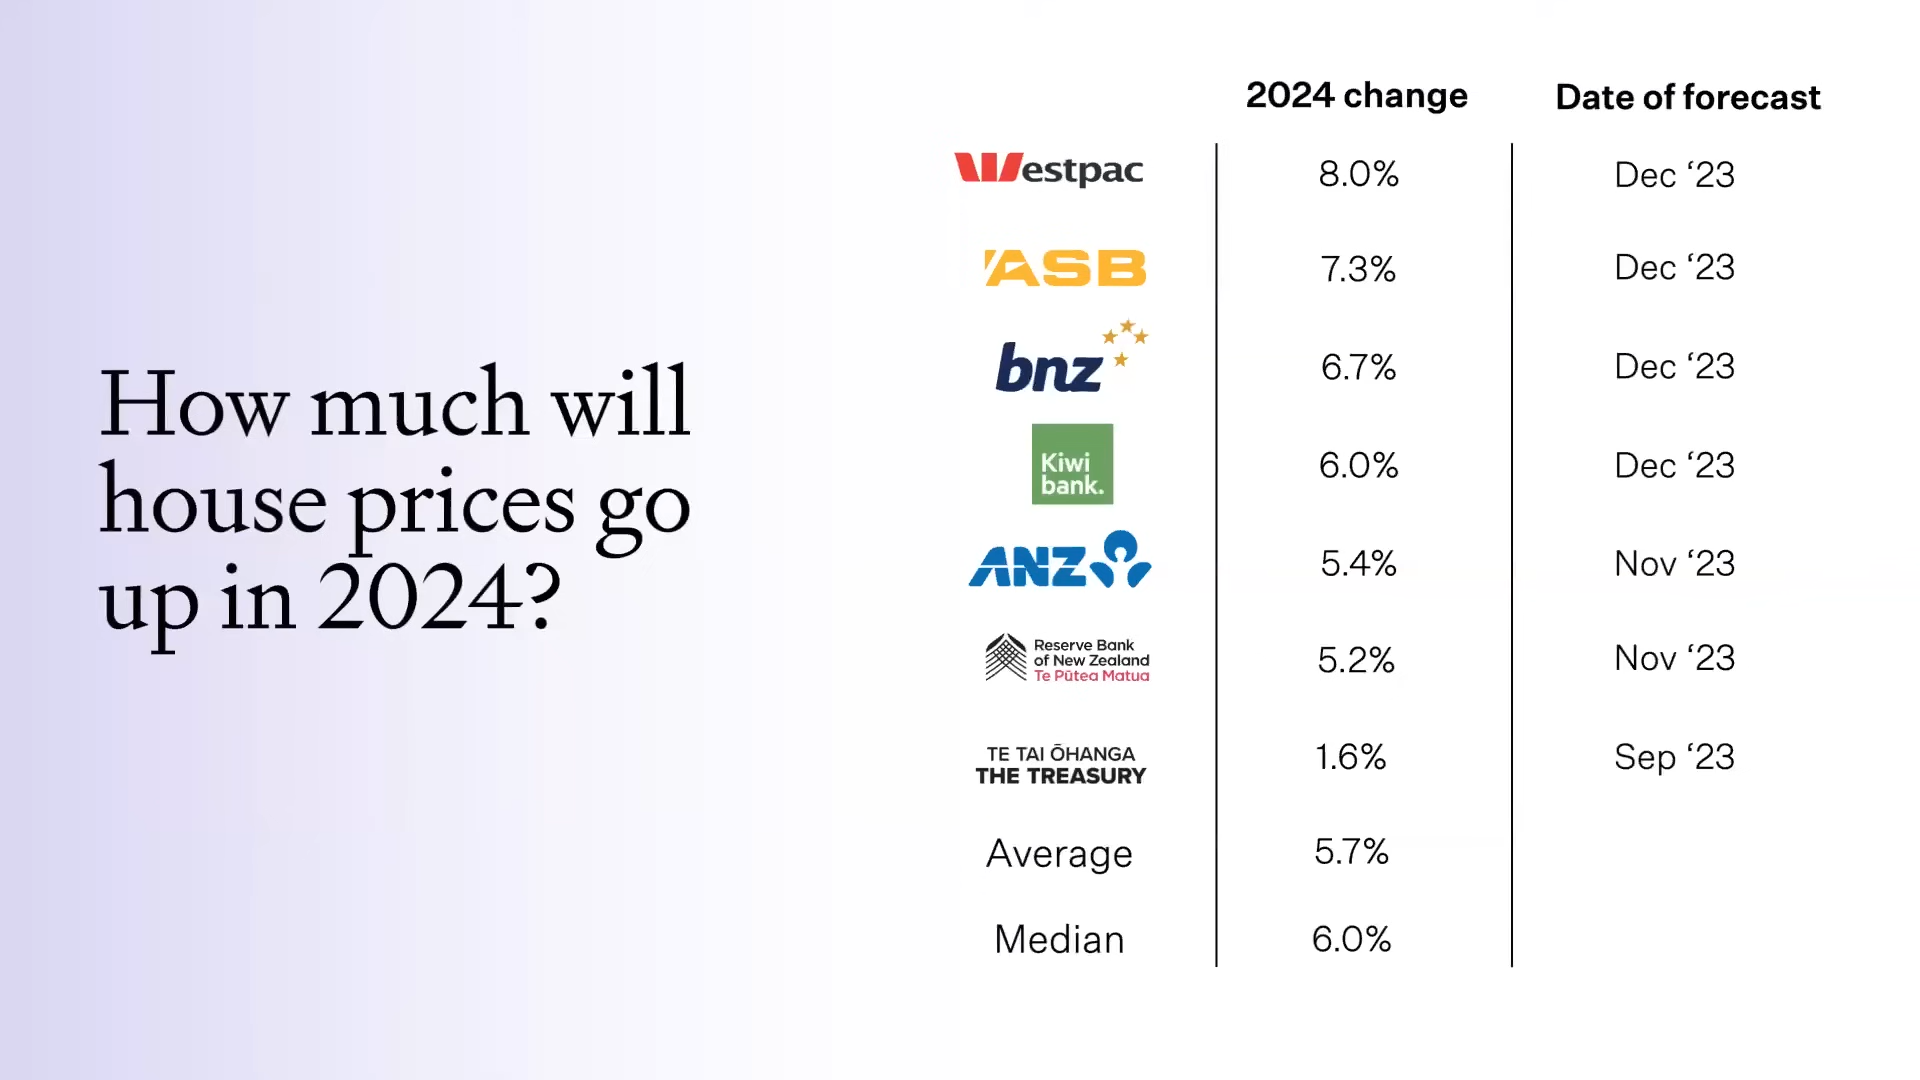 How much will
house prices go
up in 2024?
2024 change Date of forecast
Westpac 8.0% Dec ‘23
ASB 7.3% Dec ‘23
bnz 6.7% Dec ‘23
Kiwi
bank. 6.0% Dec ‘23
ANZ 5.4% Nov ‘23
Reserve Bank
of New Zealand
Te Pūtea Matua 5.2% Nov ‘23
TE TAI ŌHANGA
THE TREASURY 1.6% Sep ‘23
Average 5.7%
Median 6.0%